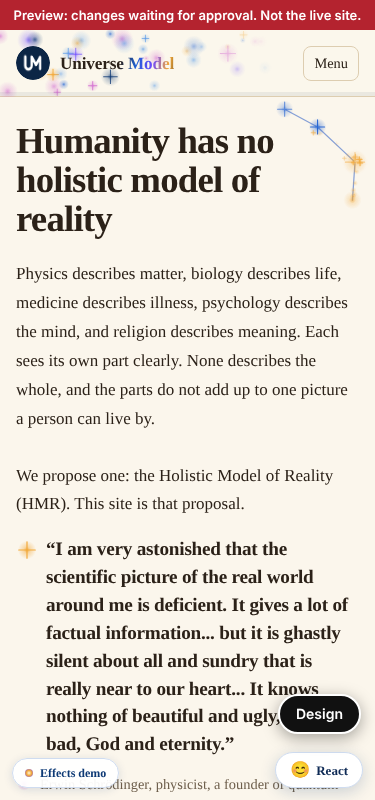 Preview: changes waiting for approval. Not the live site.
UM Universe Model
Menu
Humanity has no
holistic model of
reality
Physics describes matter, biology describes life,
medicine describes illness, psychology describes
the mind, and religion describes meaning. Each
sees its own part clearly. None describes the
whole, and the parts do not add up to one picture
a person can live by.
We propose one: the Holistic Model of Reality
(HMR). This site is that proposal.
“I am very astonished that the
scientific picture of the real world
around me is deficient. It gives a lot of
factual information... but it is ghastly
silent about all and sundry that is
really near to our heart... It knows
nothing of beautiful and ugly,
Design
bad, God and eternity.”
Effects demo
Schrödinger, physicist, a founder of quantum
React